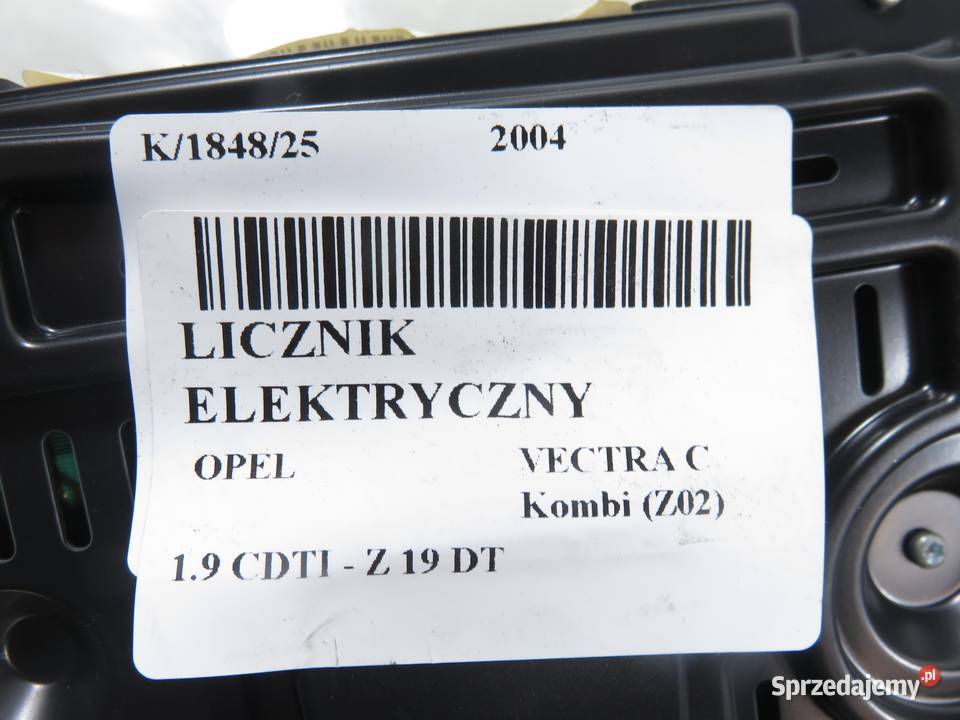 K/1848/25 2004
LICZNIK
ELEKTRYCZNY
OPEL VECTRA C
Kombi (Z02)
1.9 CDTI - Z 19 DT
Sprzedajemy.pl